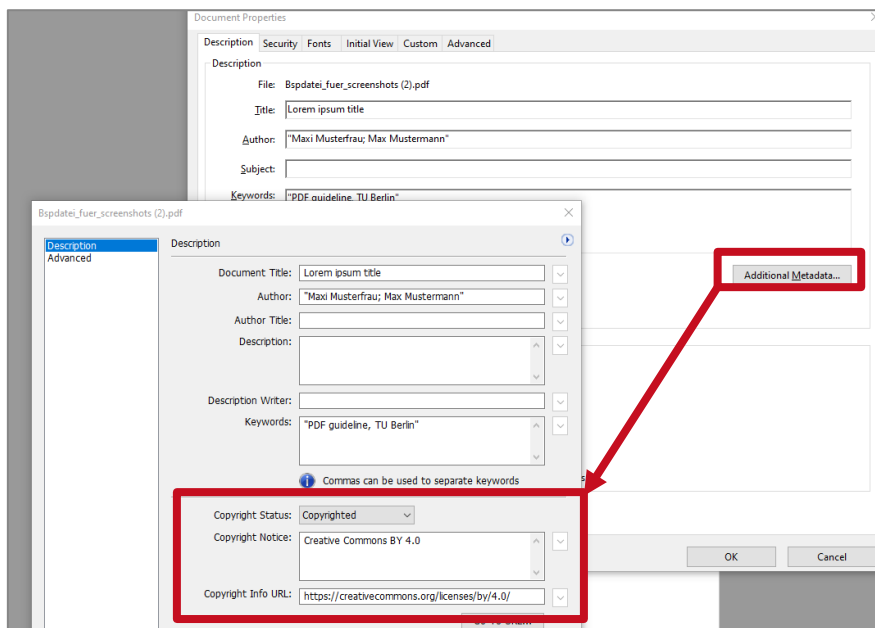 Document Properties
Description Security Fonts Initial View Custom Advanced
Description
File: Bspdatei_fuer_screenshots (2).pdf
Title: Lorem ipsum title
Author: "Maxi Musterfrau; Max Mustermann"
Subject:
Keywords: "PDF guideline, TU Berlin"
Additional Metadata...
OK Cancel
Bspdatei_fuer_screenshots (2).pdf
Description
Advanced
Description
Document Title: Lorem ipsum title
Author: "Maxi Musterfrau; Max Mustermann"
Author Title:
Description:
Description Writer:
Keywords: "PDF guideline, TU Berlin"
Commas can be used to separate keywords
Copyright Status: Copyrighted
Copyright Notice: Creative Commons BY 4.0
Copyright Info URL: https://creativecommons.org/licenses/by/4.0/